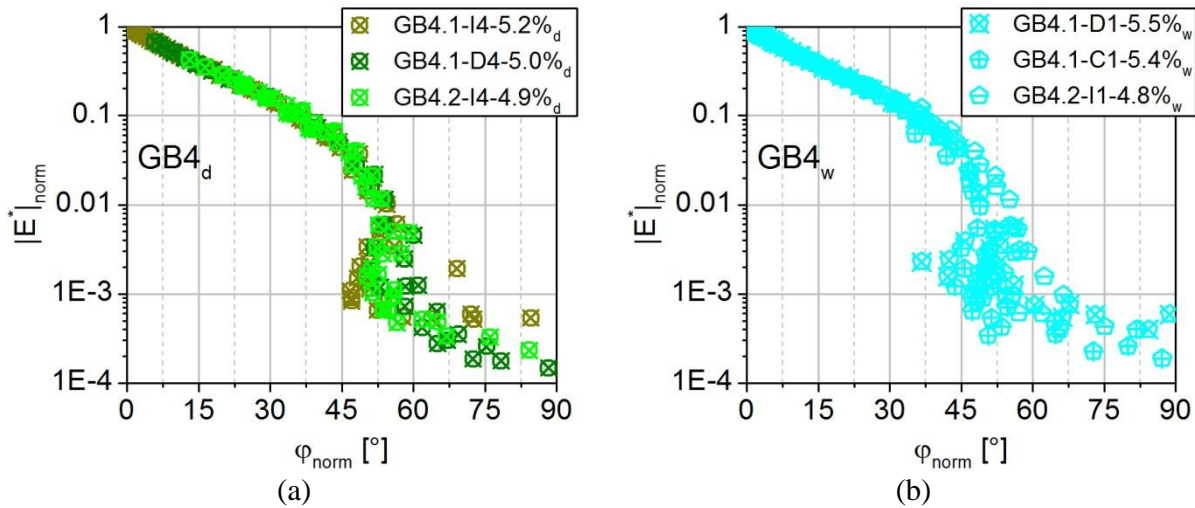 GB4.1-I4-5.2%d
GB4.1-D4-5.0%d
GB4.2-I4-4.9%d
GB4d
1
0.1
0.01
1E-3
1E-4
|E*|norm
0 15 30 45 60 75 90
φnorm [°]
(a)
GB4.1-D1-5.5%w
GB4.1-C1-5.4%w
GB4.2-I1-4.8%w
GB4w
1
0.1
0.01
1E-3
1E-4
|E*|norm
0 15 30 45 60 75 90
φnorm [°]
(b)